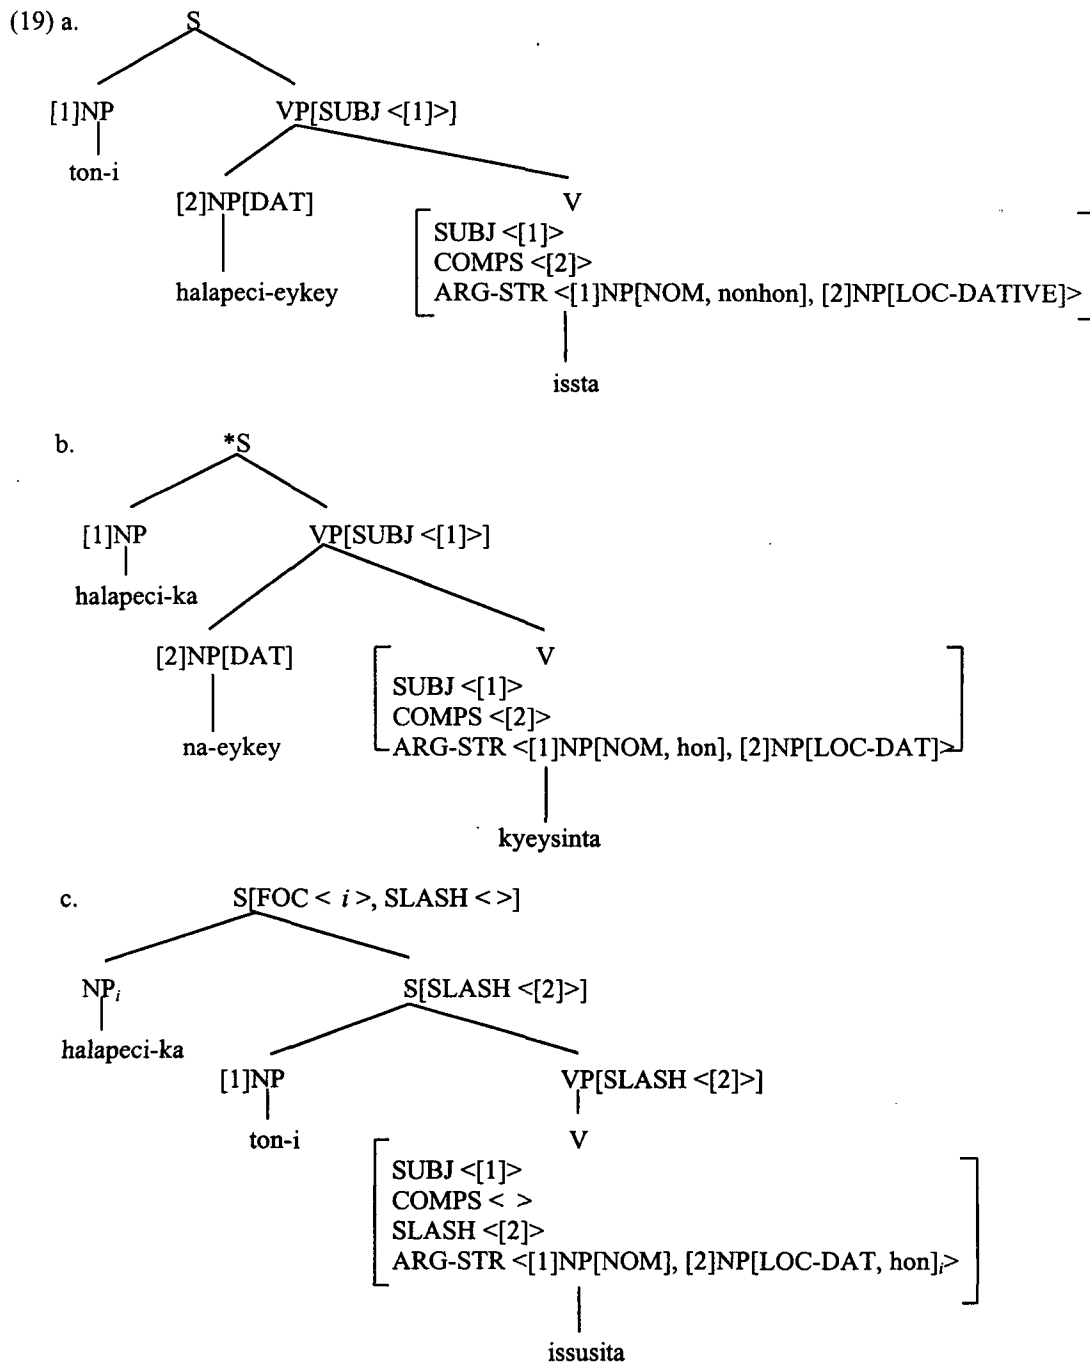 (19) a. S
[1]NP VP[SUBJ <[1]>]
ton-i
[2]NP[DAT] V
SUBJ <[1]>
COMPS <[2]>
halapeci-eykey
ARG-STR <[1]NP[NOM, nonhon], [2]NP[LOC-DATIVE]>
issta
b. *S
[1]NP VP[SUBJ <[1]>]
halapeci-ka
[2]NP[DAT] V
SUBJ <[1]>
COMPS <[2]>
na-eykey
ARG-STR <[1]NP[NOM, hon], [2]NP[LOC-DAT]>
kyeysinta
c. S[FOC < i >, SLASH < >]
NPi S[SLASH <[2]>]
halapeci-ka
[1]NP VP[SLASH <[2]>]
ton-i V
SUBJ <[1]>
COMPS < >
SLASH <[2]>
ARG-STR <[1]NP[NOM], [2]NP[LOC-DAT, hon]i>
issusita